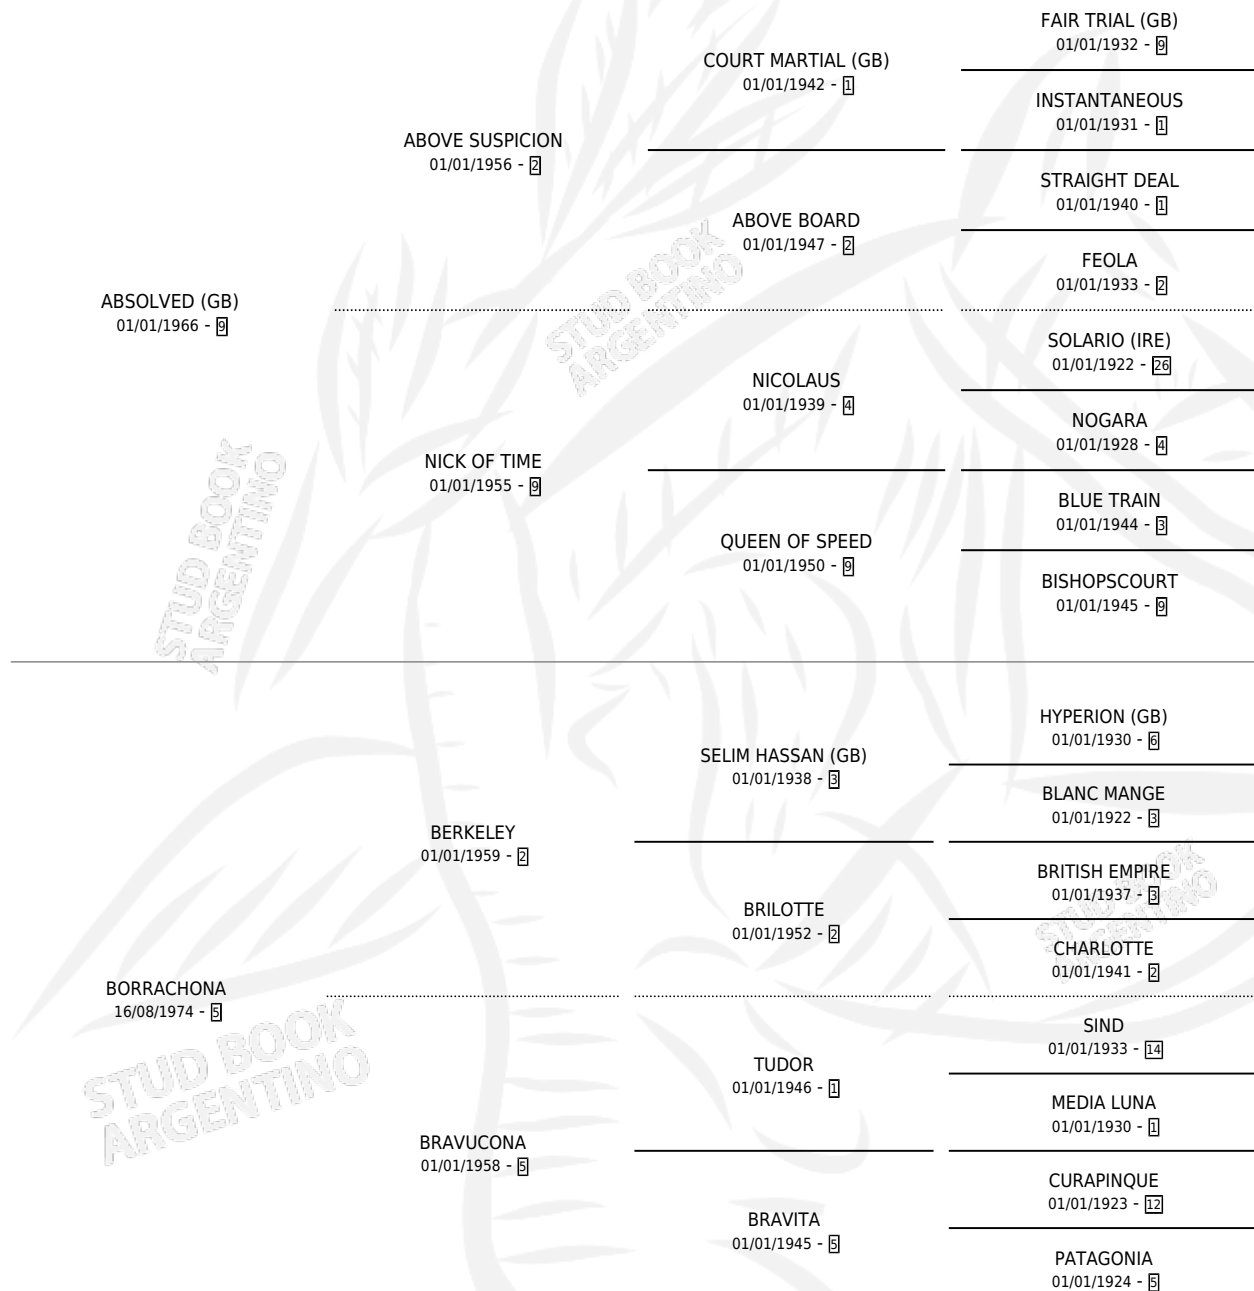 ABSOLVED (GB)
01/01/1966 - 9
ABOVE SUSPICION
01/01/1956 - 2
NICK OF TIME
01/01/1955 - 9
COURT MARTIAL (GB)
01/01/1942 - 1
ABOVE BOARD
01/01/1947 - 2
NICOLAUS
01/01/1939 - 4
QUEEN OF SPEED
01/01/1950 - 9
FAIR TRIAL (GB)
01/01/1932 - 9
INSTANTANEOUS
01/01/1931 - 1
STRAIGHT DEAL
01/01/1940 - 1
FEOLA
01/01/1933 - 2
SOLARIO (IRE)
01/01/1922 - 26
NOGARA
01/01/1928 - 4
BLUE TRAIN
01/01/1944 - 3
BISHOPSCOURT
01/01/1945 - 9
BORRACHONA
16/08/1974 - 5
BERKELEY
01/01/1959 - 2
BRAVUCONA
01/01/1958 - 5
SELIM HASSAN (GB)
01/01/1938 - 3
BRILOTTE
01/01/1952 - 2
TUDOR
01/01/1946 - 1
BRAVITA
01/01/1945 - 5
HYPERION (GB)
01/01/1930 - 6
BLANC MANGE
01/01/1922 - 3
BRITISH EMPIRE
01/01/1937 - 3
CHARLOTTE
01/01/1941 - 2
SIND
01/01/1933 - 14
MEDIA LUNA
01/01/1930 - 1
CURAPINQUE
01/01/1923 - 12
PATAGONIA
01/01/1924 - 5
STUD BOOK
ARGENTINO
STUD BOOK
ARGENTINO
STUD BOOK
ARGENTINO
STUD BOOK
ARGENTINO